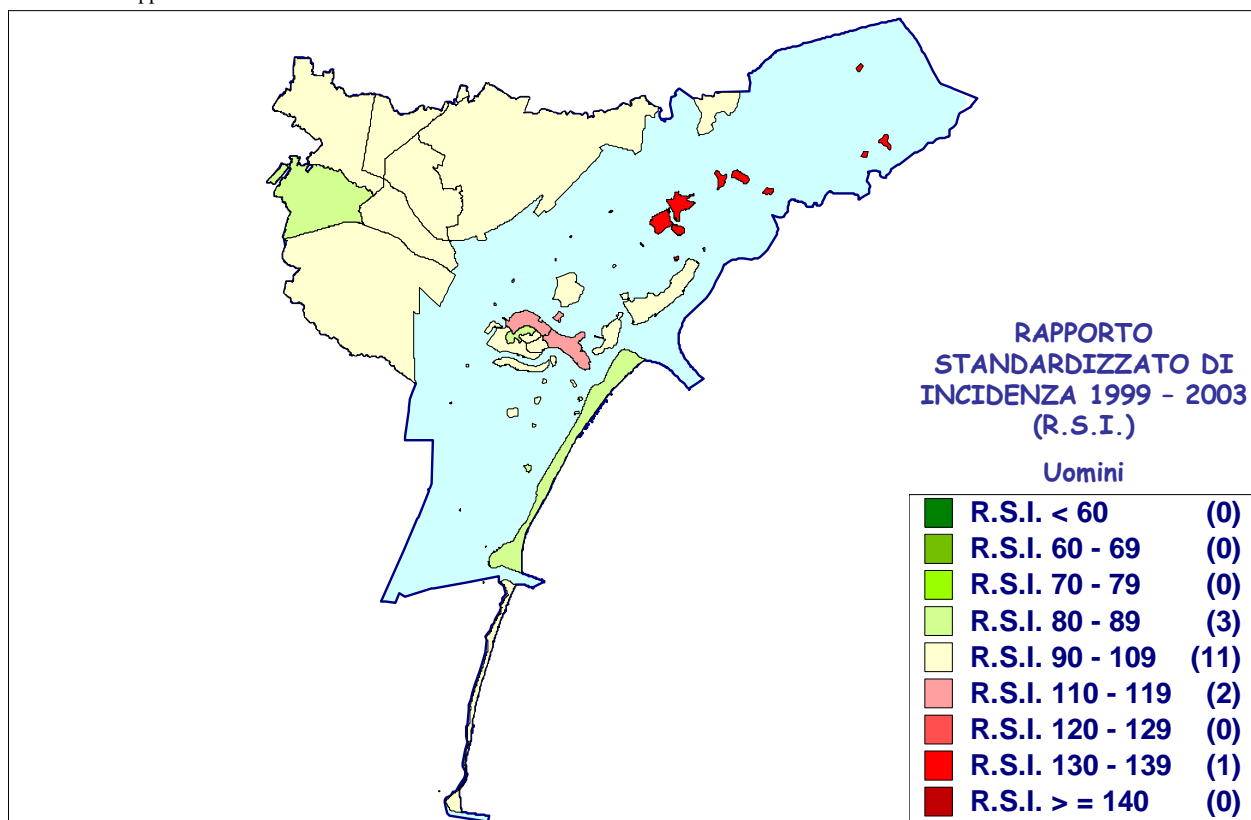 RAPPORTO
STANDARDIZZATO DI
INCIDENZA 1999 - 2003
(R.S.I.)
Uomini
R.S.I. < 60 (0)
R.S.I. 60 - 69 (0)
R.S.I. 70 - 79 (0)
R.S.I. 80 - 89 (3)
R.S.I. 90 - 109 (11)
R.S.I. 110 - 119 (2)
R.S.I. 120 - 129 (0)
R.S.I. 130 - 139 (1)
R.S.I. > = 140 (0)